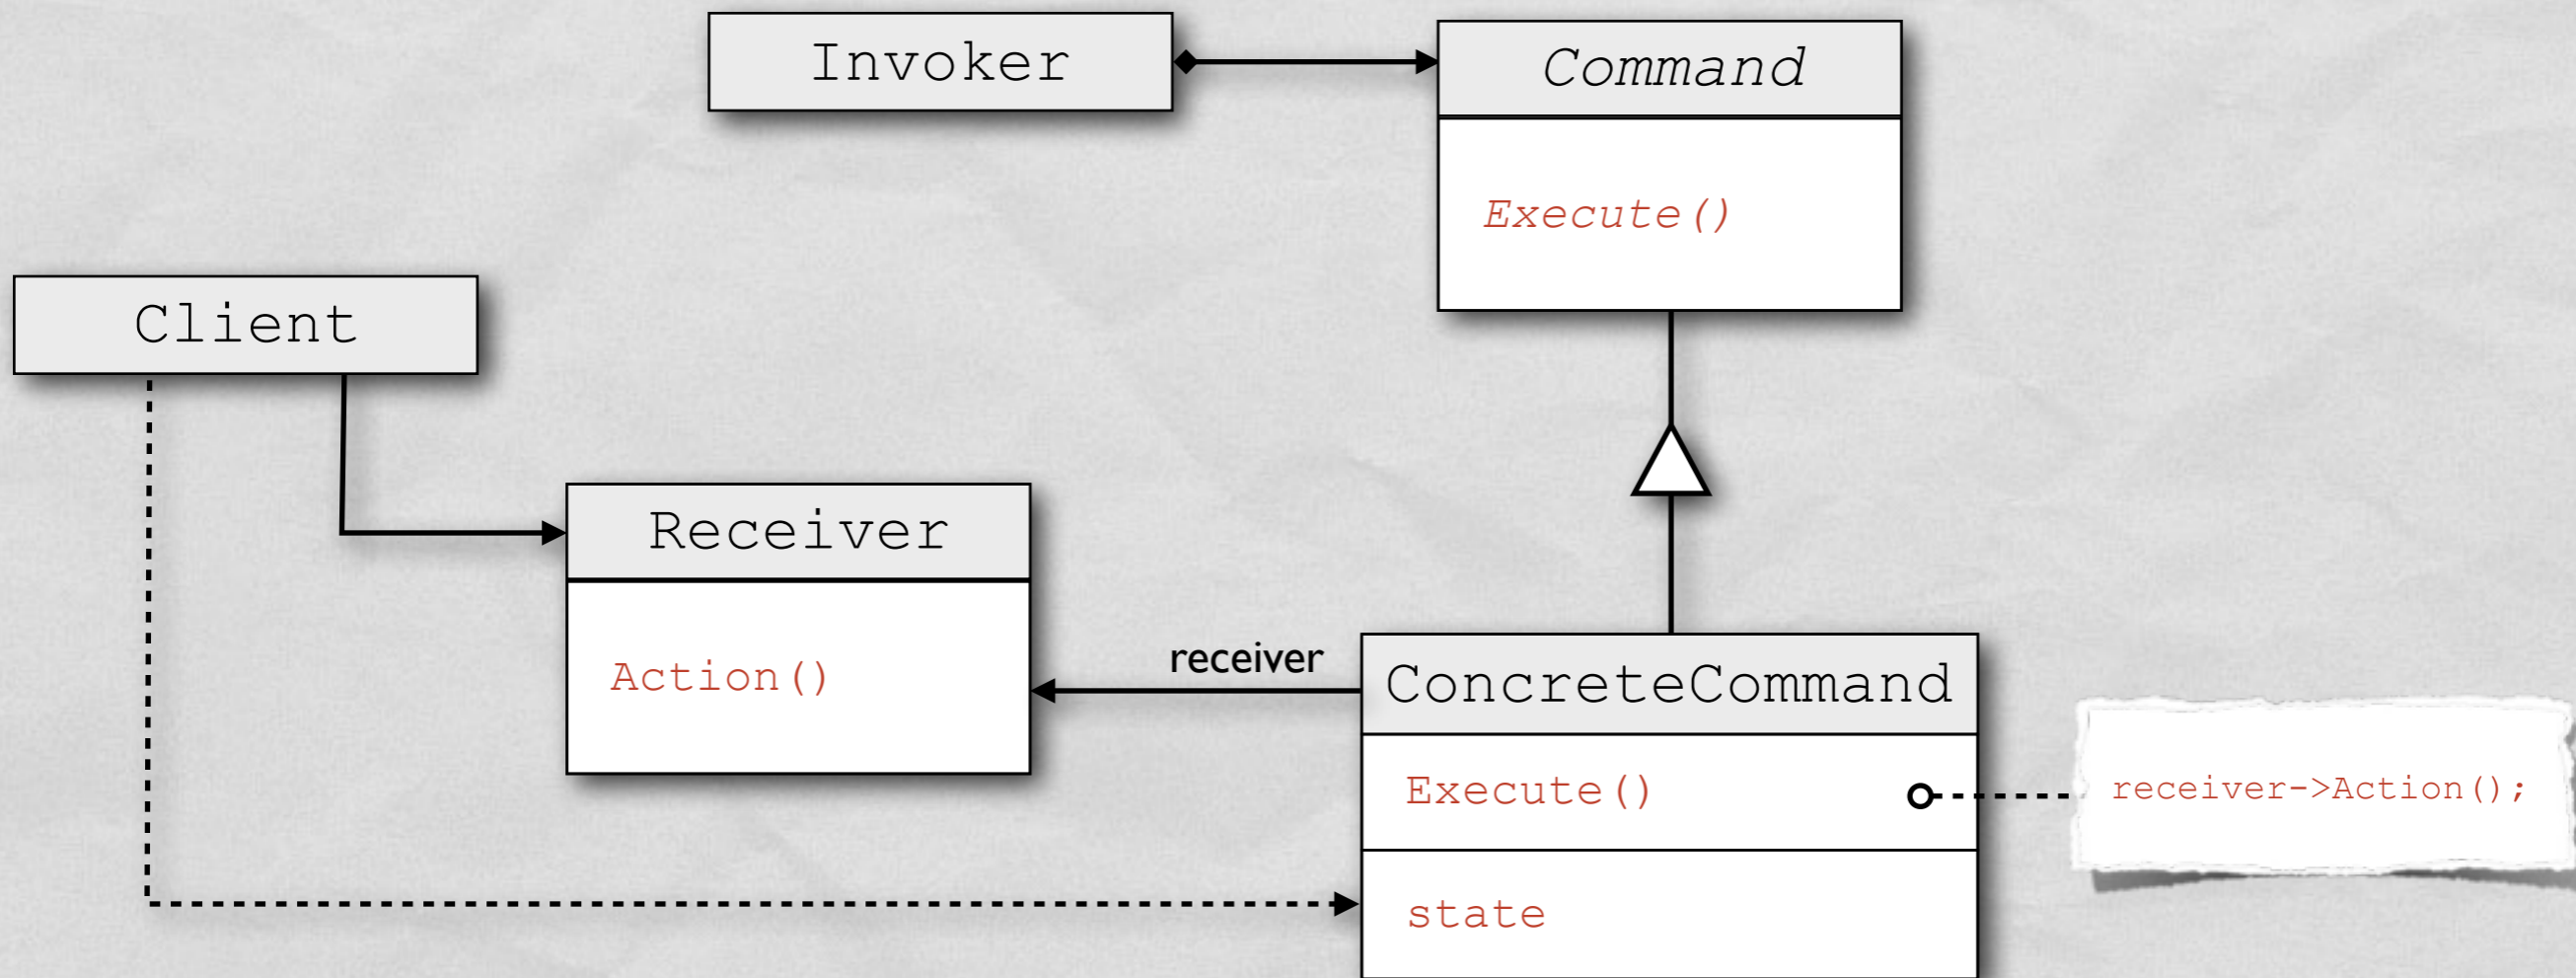 Invoker
Command
Execute()
Client
Receiver
Action()
receiver
ConcreteCommand
Execute()
receiver->Action();
state